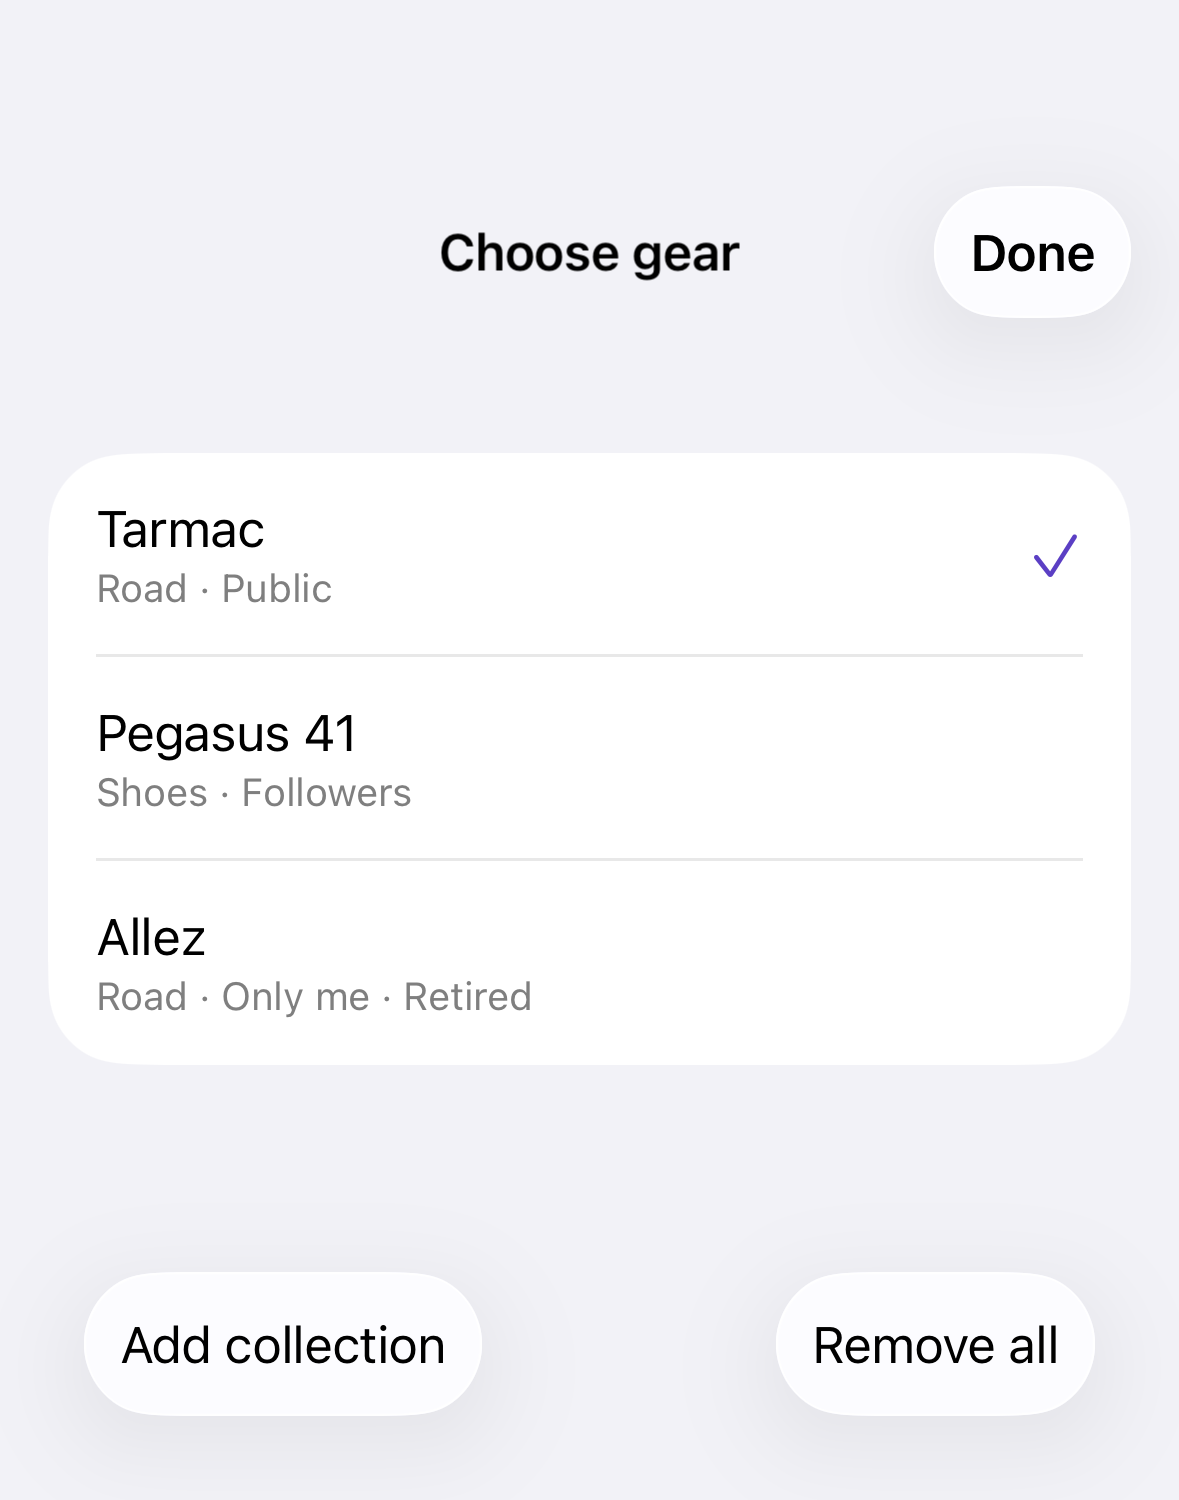 Choose gear
Done
Tarmac
Road · Public
Pegasus 41
Shoes · Followers
Allez
Road · Only me · Retired
Add collection
Remove all